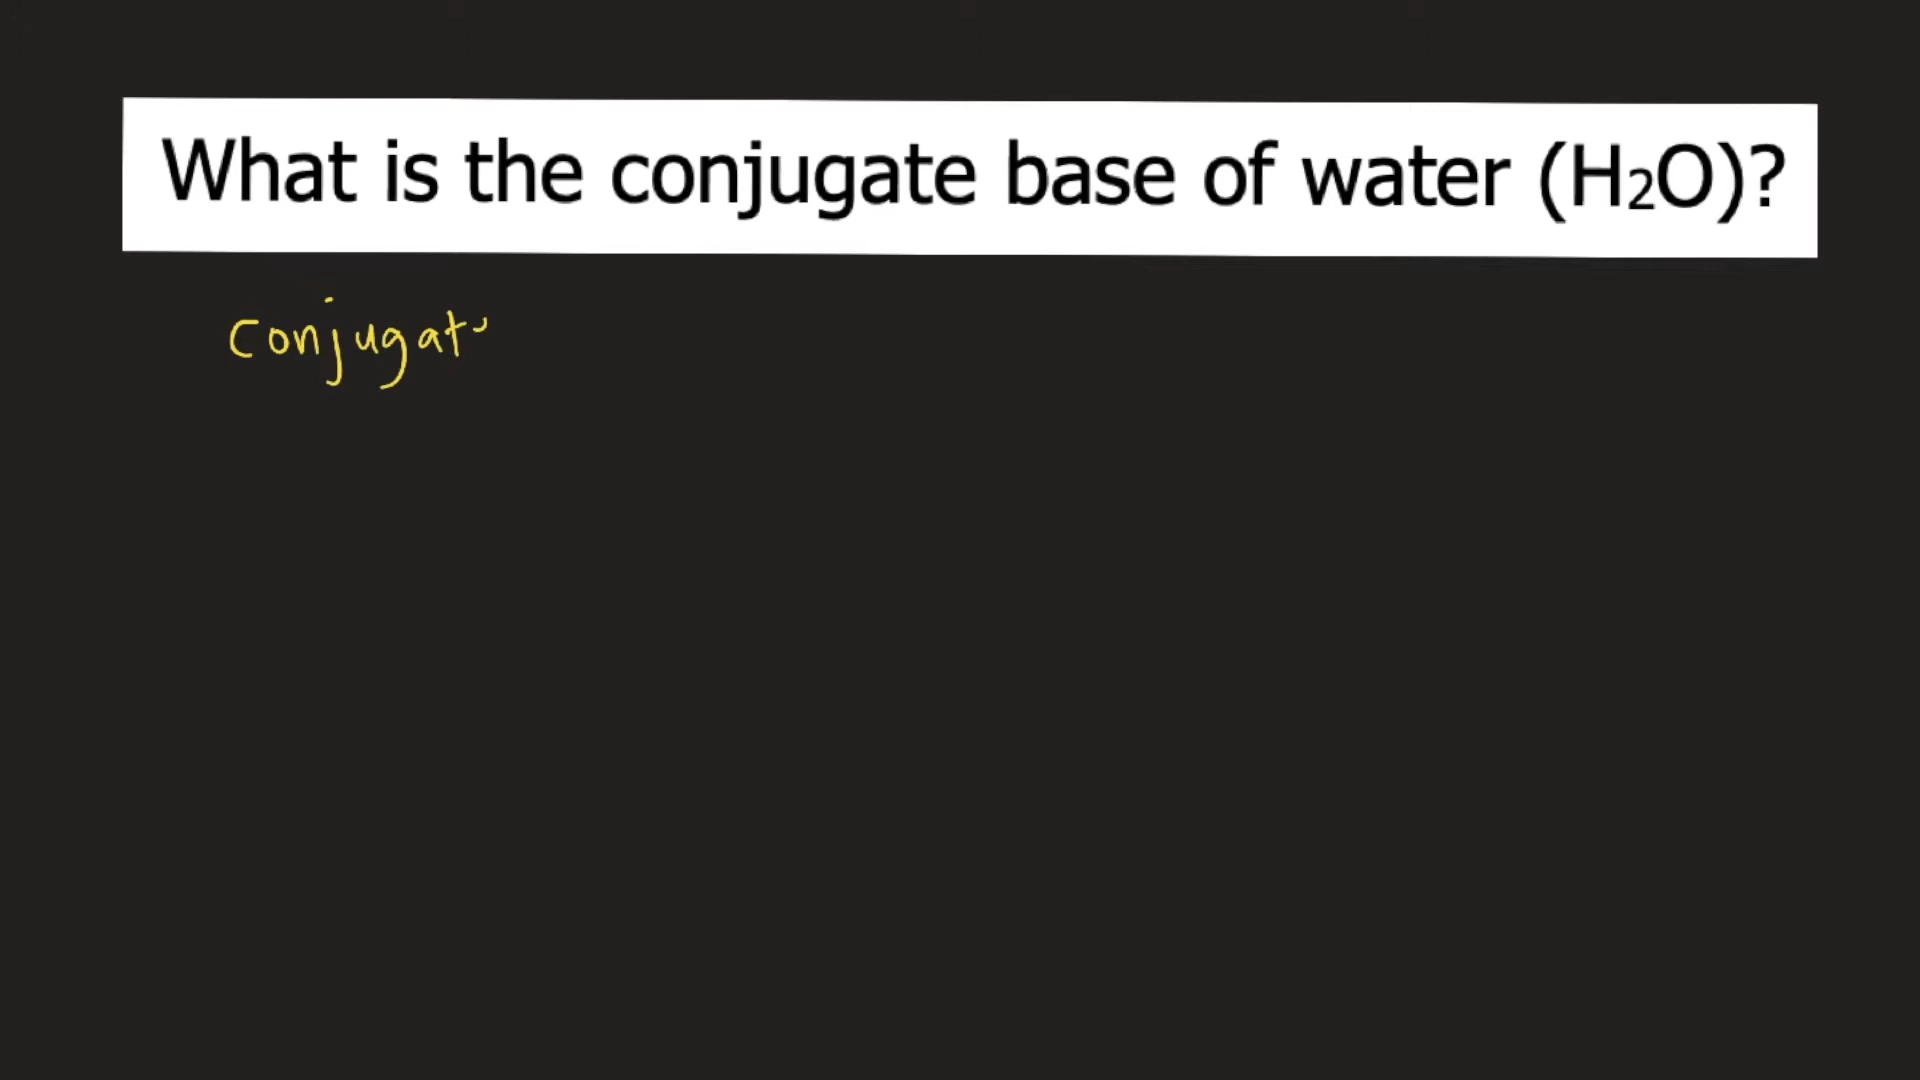 What is the conjugate base of water (H₂O)?
Conjugat